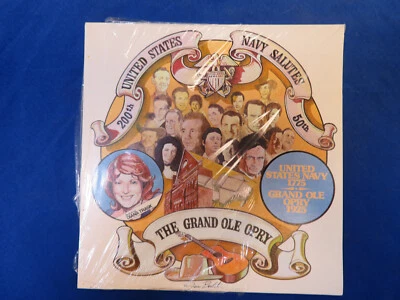 UNITED STATES
NAVY SALUTES
200th
50th
UNITED
STATES NAVY
1775
GRAND OLE
OPRY
1925
THE GRAND OLE OPRY